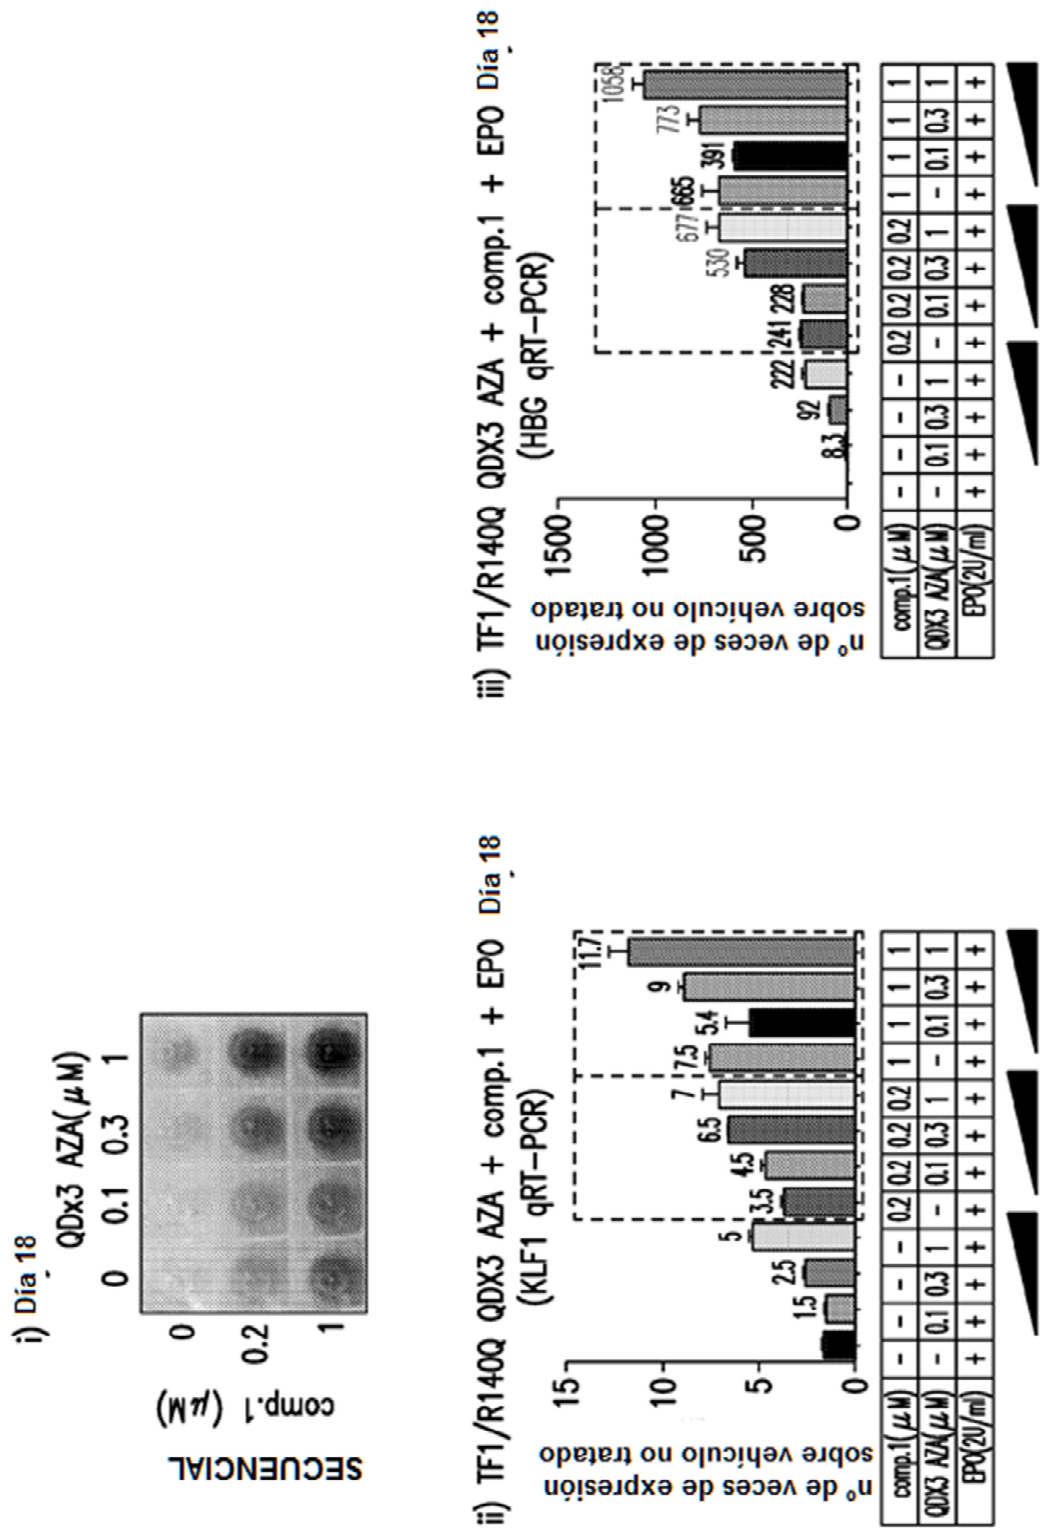 i) Día 18
QDx3 AZA(μM)
0 0.1 0.3 1
0
0.2
1
comp.1 (μM)
SECUENCIAL
ii) TF1/R140Q QDX3 AZA + comp.1 + EPO Día 18
(KLF1 qRT-PCR)
nº de veces de expresión
sobre vehículo no tratado
15
10
5
0
1.5 2.5 5 3.5 4.5 6.5 7 7.5 5.4 9 11.7
comp.1(μM) - - - - 0.2 0.2 0.2 0.2 1 1 1 1
QDX3 AZA(μM) - 0.1 0.3 1 - 0.1 0.3 1 - 0.1 0.3 1
EPO(2U/ml) + + + + + + + + + + + +
iii) TF1/R140Q QDX3 AZA + comp.1 + EPO Día 18
(HBG qRT-PCR)
nº de veces de expresión
sobre vehículo no tratado
1500
1000
500
0
8.3 92 222 241 228 530 677 665 391 773 1058
comp.1(μM) - - - - 0.2 0.2 0.2 0.2 1 1 1 1
QDX3 AZA(μM) - 0.1 0.3 1 - 0.1 0.3 1 - 0.1 0.3 1
EPO(2U/ml) + + + + + + + + + + + +